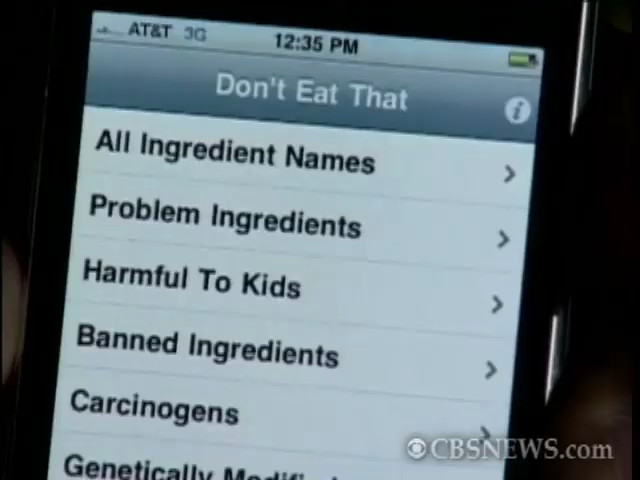 AT&T 3G 12:35 PM
Don't Eat That
All Ingredient Names
Problem Ingredients
Harmful To Kids
Banned Ingredients
Carcinogens
Genetically
CBSNEWS.com